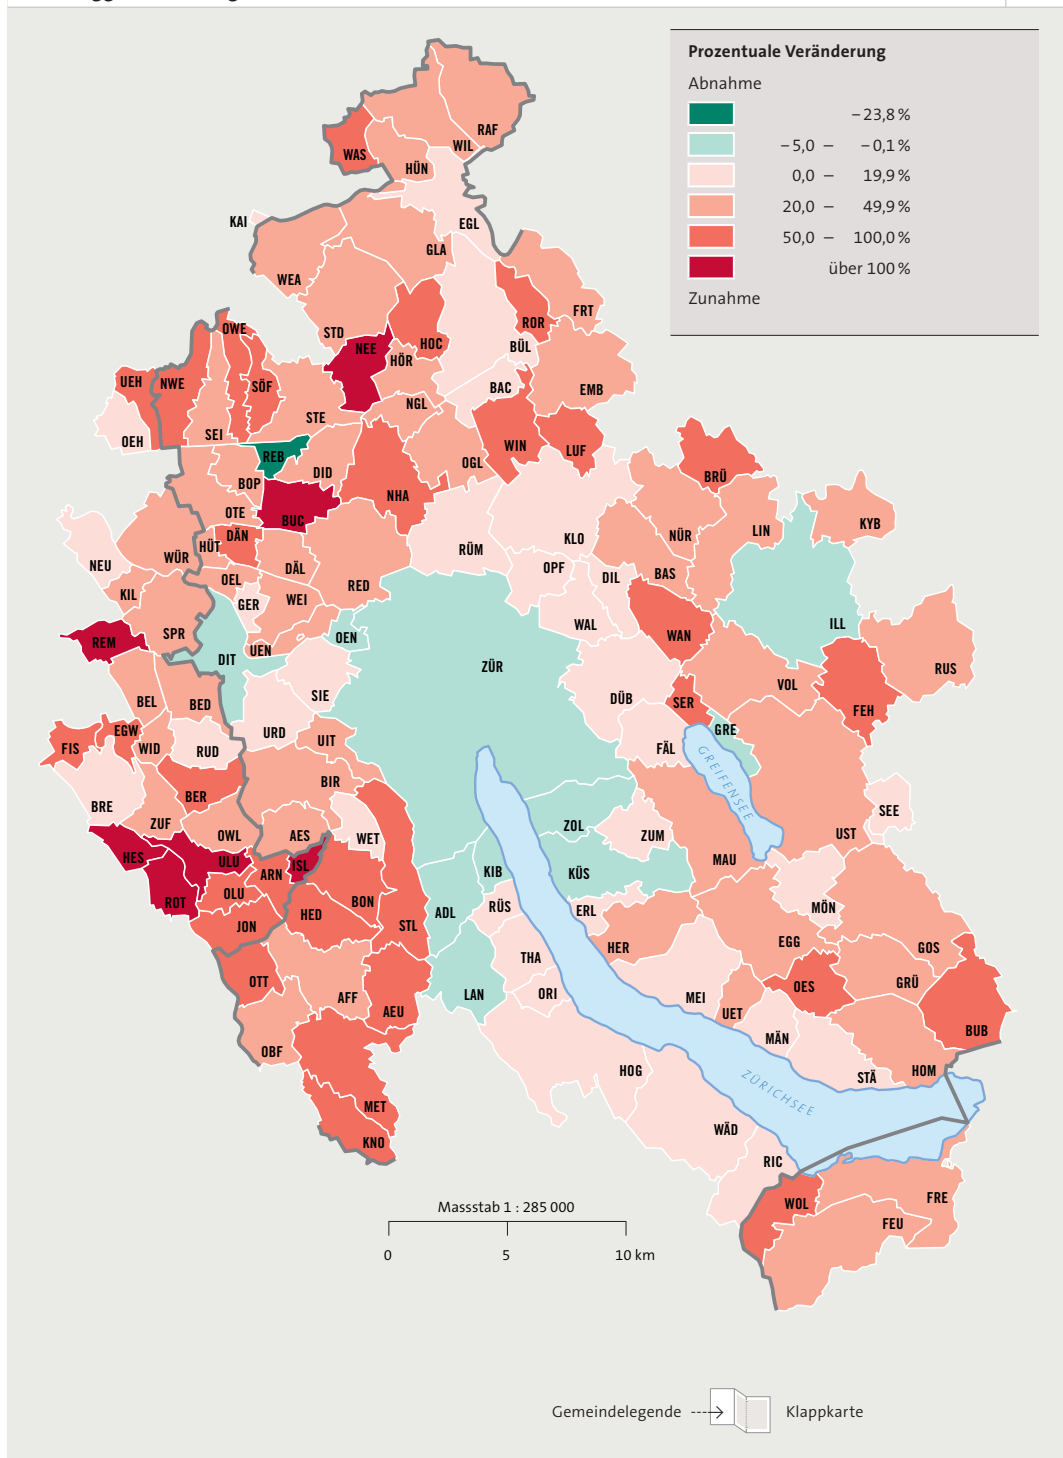 Prozentuale Veränderung
Abnahme
– 23,8 %
– 5,0 – – 0,1 %
0,0 – 19,9 %
20,0 – 49,9 %
50,0 – 100,0 %
über 100 %
Zunahme
RAF
WIL
WAS
HÜN
KAI
EGL
GLA
WEA
FRT
ROR
STD
OWE
HOC
NEE
BÜL
HÖR
UEH
NWE
SÖF
BAC
EMB
NGL
STE
SEI
OEH
WIN
LUF
REB
OGL
DID
BRÜ
BOP
NHA
OTE
BUC
KYB
LIN
DÄN
NÜR
KLO
HÜT
RÜM
WÜR
NEU
OPF
DÄL
BAS
DIL
OEL
RED
KIL
WEI
GER
WAL
ILL
SPR
WAN
OEN
REM
UEN
DIT
ZÜR
RUS
VOL
SIE
DÜB
BEL
BED
SER
FEH
GRE
EGW
URD
UIT
FIS
WID
RUD
FÄL
GREIFENSEE
BIR
BER
BRE
SEE
ZUF
ZOL
OWL
AES
ZUM
UST
WET
HES
ULU
MAU
ISL
ARN
KIB
KÜS
OLU
ROT
BON
RÜS
MÖN
ADL
ERL
HED
JON
STL
EGG
HER
GOS
THA
OTT
GRÜ
OES
ORI
LAN
AFF
MEI
AEU
UET
BUB
MÄN
OBF
HOG
HOM
STÄ
ZÜRICHSEE
MET
WÄD
KNO
RIC
FRE
WOL
Massstab 1 : 285 000
FEU
0 5 10 km
Gemeindelegende Klappkarte